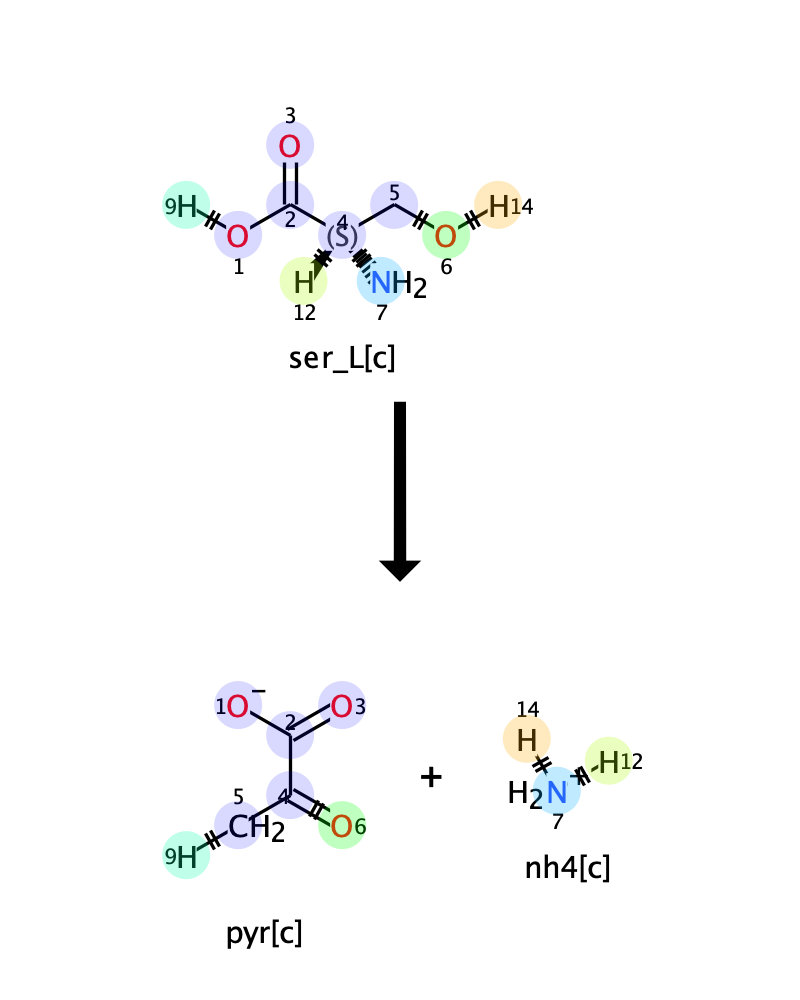 3
O
9H 5 H14
2 4
O (S) O
1 6
H NH2
12 7
ser_L[c]
1O− O3
2
14
H
H12
+
5 4
H2N+
CH2 O6
7
9H
nh4[c]
pyr[c]